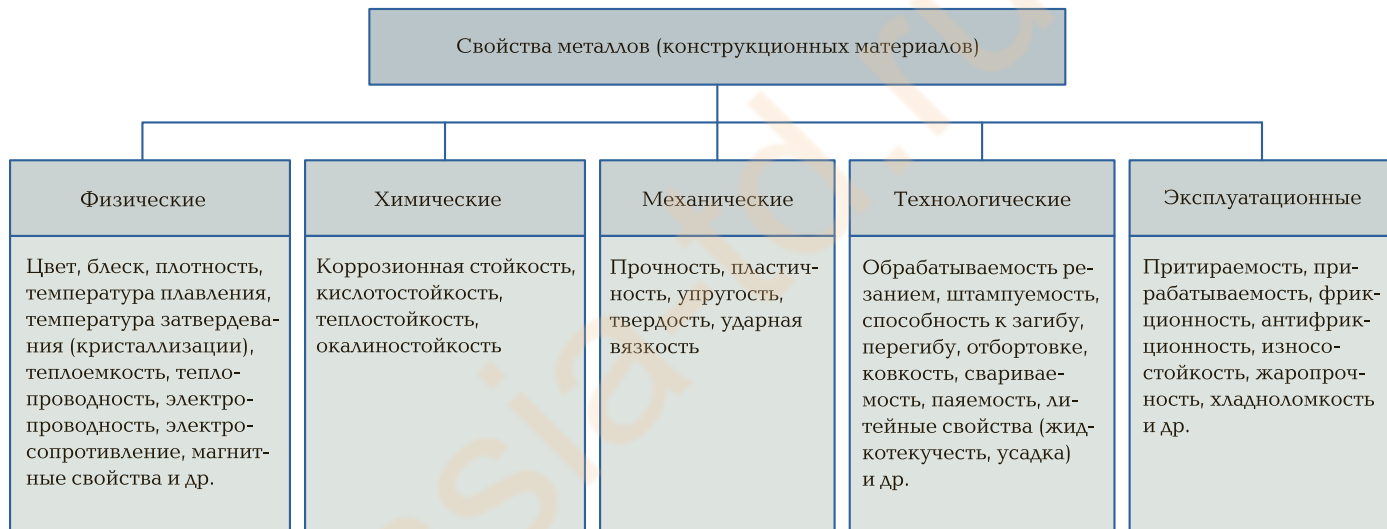 Свойства металлов (конструкционных материалов)
Физические
Цвет, блеск, плотность,
температура плавления,
температура затвердева-
ния (кристаллизации),
теплоемкость, тепло-
проводность, электро-
проводность, электро-
сопротивление, магнит-
ные свойства и др.
Химические
Коррозионная стойкость,
кислотостойкость,
теплостойкость,
окалиностойкость
Механические
Прочность, пластич-
ность, упругость,
твердость, ударная
вязкость
Технологические
Обрабатываемость ре-
занием, штампуемость,
способность к загибу,
перегибу, отбортовке,
ковкость, сваривае-
мость, паяемость, ли-
тейные свойства (жид-
котекучесть, усадка)
и др.
Эксплуатационные
Притираемость, при-
рабатываемость, фрик-
ционность, антифрик-
ционность, износо-
стойкость, жаропроч-
ность, хладноломкость
и др.
sia-td.ru